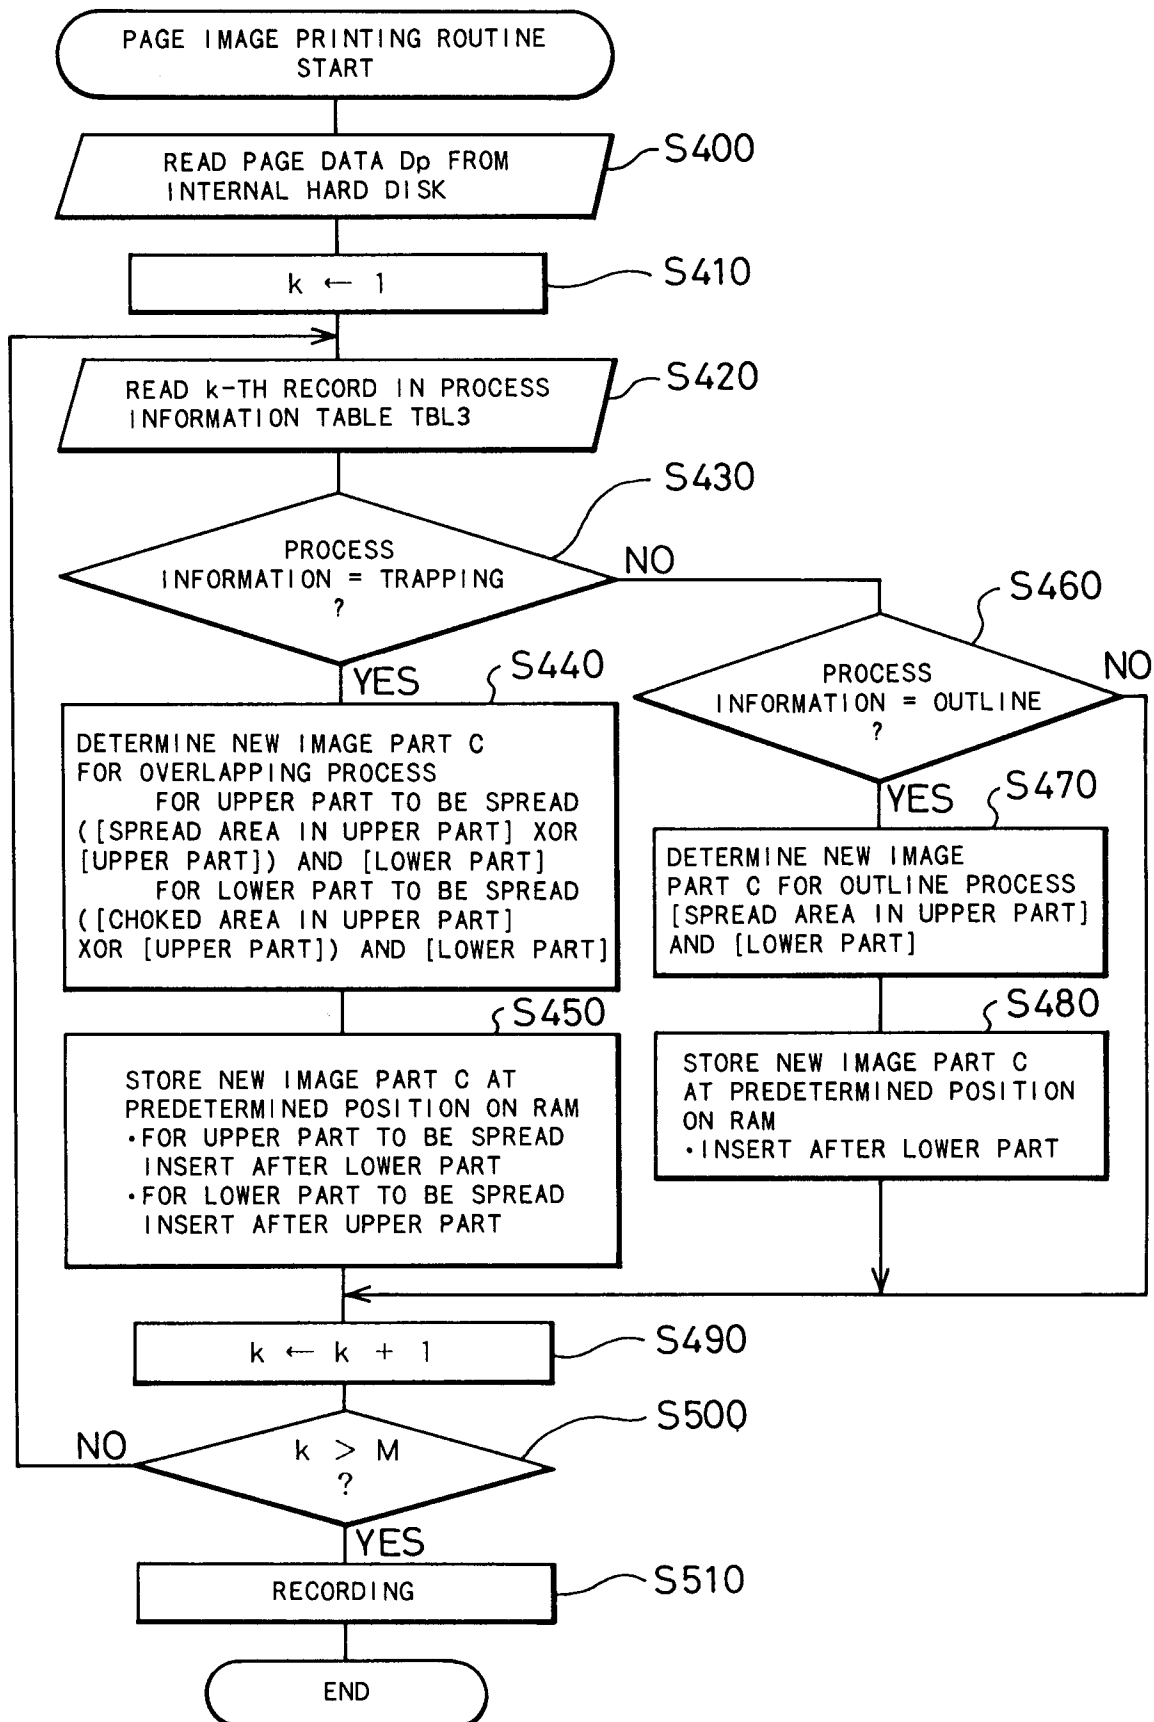 PAGE IMAGE PRINTING ROUTINE
START
READ PAGE DATA Dp FROM
INTERNAL HARD DISK
S400
k ← 1
S410
READ k-TH RECORD IN PROCESS
INFORMATION TABLE TBL3
S420
S430
PROCESS
INFORMATION = TRAPPING
?
NO
YES
S460
PROCESS
INFORMATION = OUTLINE
?
NO
YES
S440
DETERMINE NEW IMAGE PART C
FOR OVERLAPPING PROCESS
FOR UPPER PART TO BE SPREAD
([SPREAD AREA IN UPPER PART] XOR
[UPPER PART]) AND [LOWER PART]
FOR LOWER PART TO BE SPREAD
([CHOKED AREA IN UPPER PART]
XOR [UPPER PART]) AND [LOWER PART]
S470
DETERMINE NEW IMAGE
PART C FOR OUTLINE PROCESS
[SPREAD AREA IN UPPER PART]
AND [LOWER PART]
S450
STORE NEW IMAGE PART C AT
PREDETERMINED POSITION ON RAM
•FOR UPPER PART TO BE SPREAD
INSERT AFTER LOWER PART
•FOR LOWER PART TO BE SPREAD
INSERT AFTER UPPER PART
S480
STORE NEW IMAGE PART C
AT PREDETERMINED POSITION
ON RAM
•INSERT AFTER LOWER PART
k ← k + 1
S490
k > M
?
S500
NO
YES
RECORDING
S510
END